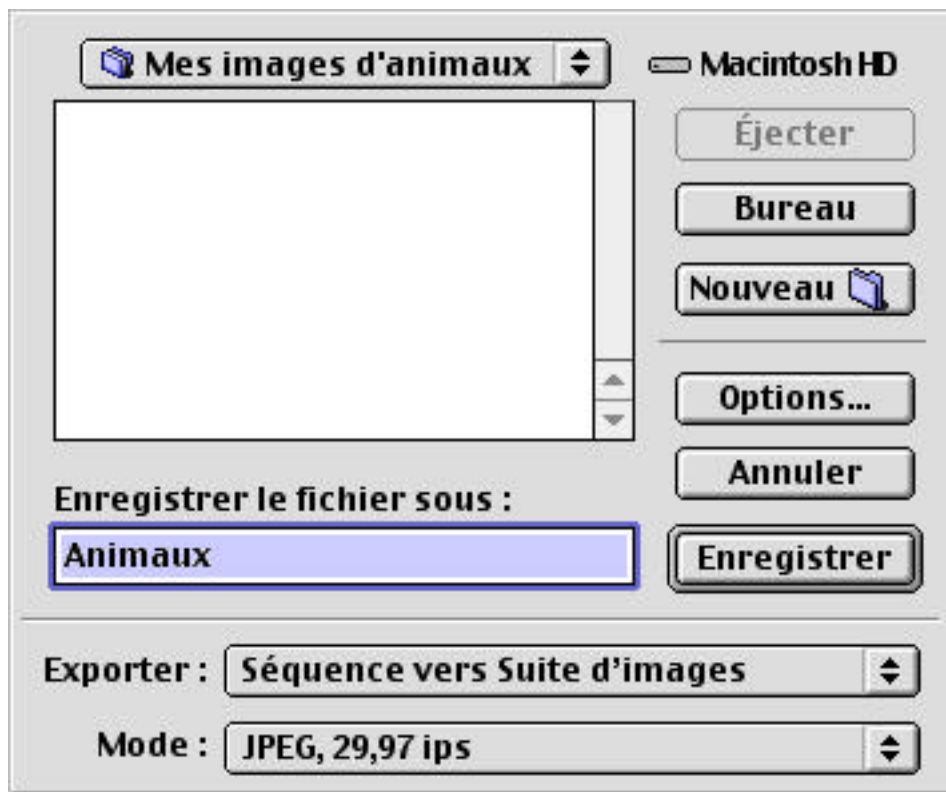 Mes images d'animaux
Macintosh HD
Éjecter
Bureau
Nouveau
Options...
Annuler
Enregistrer le fichier sous :
Animaux
Enregistrer
Exporter : Séquence vers Suite d’images
Mode : JPEG, 29,97 ips